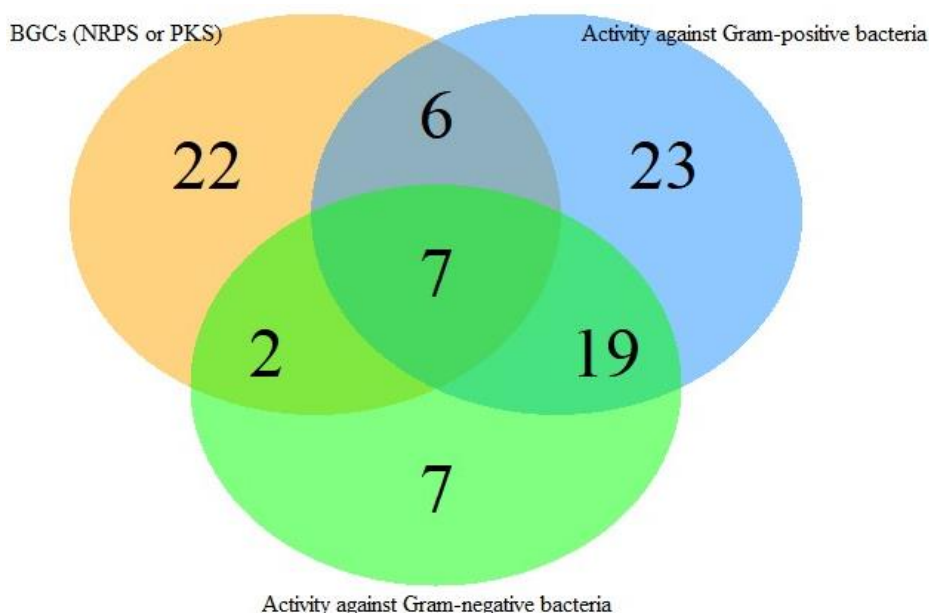 BGCs (NRPS or PKS)
Activity against Gram-positive bacteria
6
22
23
7
2
19
7
Activity against Gram-negative bacteria